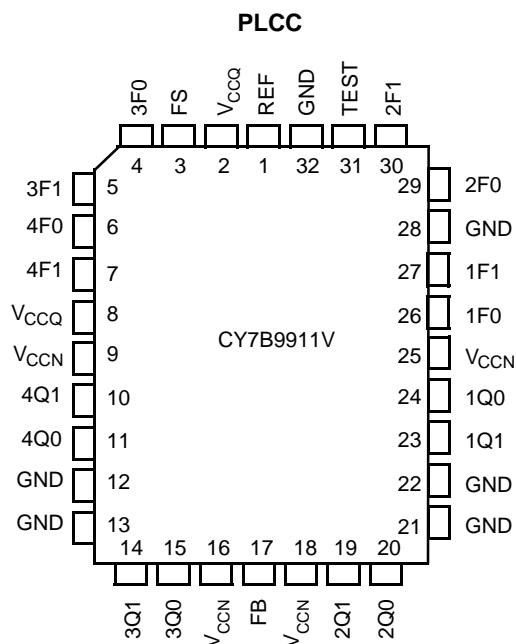 PLCC
3F0 FS VCCQ REF GND TEST 2F1
4 3 2 1 32 31 30
3F1 5 29 2F0
4F0 6 28 GND
4F1 7 27 1F1
VCCQ 8 26 1F0
CY7B9911V
VCCN 9 25 VCCN
4Q1 10 24 1Q0
4Q0 11 23 1Q1
GND 12 22 GND
GND 13 21 GND
14 15 16 17 18 19 20
3Q1 3Q0 VCCN FB VCCN 2Q1 2Q0